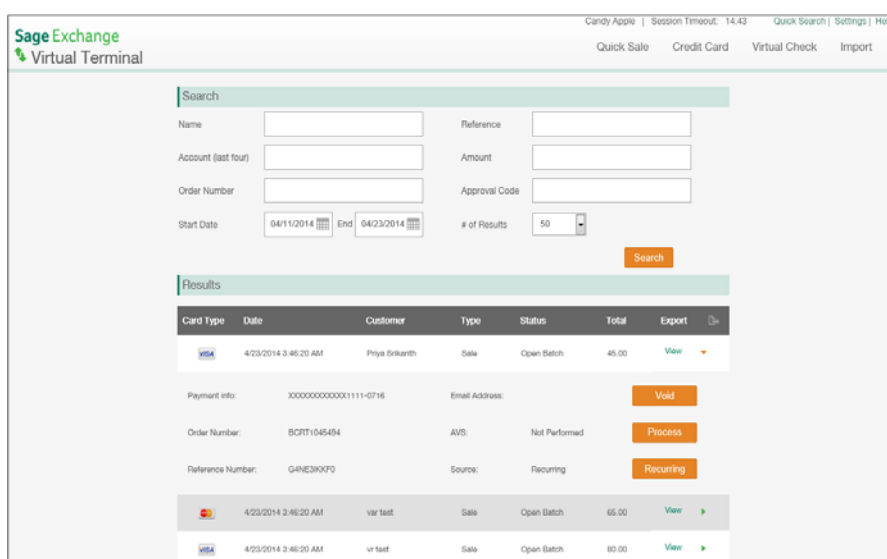 Candy Apple | Session Timeout: 14:43 Quick Search | Settings | He
Sage Exchange
Virtual Terminal
Quick Sale Credit Card Virtual Check Import
Search
Name Reference
Account (last four) Amount
Order Number Approval Code
Start Date 04/11/2014 End 04/23/2014 # of Results 50
Search
Results
Card Type Date Customer Type Status Total Export
VISA 4/23/2014 3:46:20 AM Priya Srikanth Sale Open Batch 45.00 View
Payment info: XXXXXXXXXXXX1111-0716 Email Address: Void
Order Number: BCRT1045494 AVS: Not Performed Process
Reference Number: Source: Recurring Recurring
4/23/2014 2:46:20 AM var test Sale Open Batch 65.00 View
VISA 4/23/2014 3:46:20 AM vr test Sale Open Batch 80.00 View